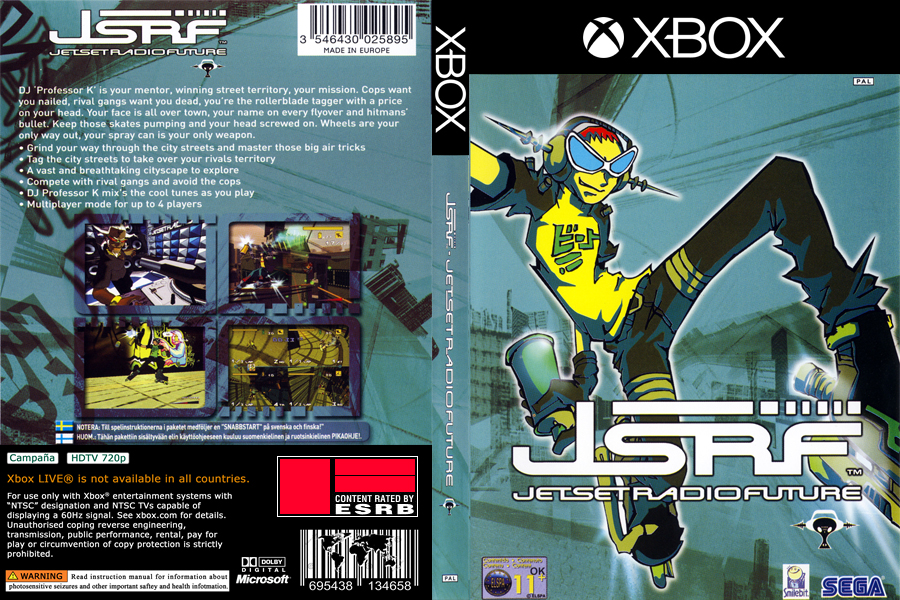 JSRF™
JETSETRADIOFUTURE
3 546430 025895
MADE IN EUROPE
DJ 'Professor K' is your mentor, winning street territory, your mission. Cops want
you nailed, rival gangs want you dead, you're the rollerblade tagger with a price
on your head. Your face is all over town, your name on every flyover and hitmans'
bullet. Keep those skates pumping and your head screwed on. Wheels are your
only way out, your spray can is your only weapon.
• Grind your way through the city streets and master those big air tricks
• Tag the city streets to take over your rivals territory
• A vast and breathtaking cityscape to explore
• Compete with rival gangs and avoid the cops
• DJ Professor K mix's the cool tunes as you play
• Multiplayer mode for up to 4 players
NOTERA: Till spelinstruktionerna i paketet medföljer en "SNABBSTART" på svenska och finska!
HUOM.: Tähän pakettin sisältyvään elin käyttöohjeseen kuuluu suomenkielinen ja ruotsinkielinen PIKAOHJE!.
Campaña HDTV 720p
Xbox LIVE® is not available in all countries.
For use only with Xbox® entertainment systems with
"NTSC" designation and NTSC TVs capable of
displaying a 60Hz signal. See xbox.com for details.
Unauthorised coping reverse engineering,
transmission, public performance, rental, pay for
play or circumvention of copy protection is strictly
prohibited.
WARNING Read instruction manual for information about
photosensitive seizures and other important saftey and health infotmation.
DOLBY
DIGITAL
Microsoft®
CONTENT RATED BY
ESRB
695438 134658
XBOX
JSRF - JETSETRADIOFUTURE
PAL
XBOX
PAL
ビート
JSRF™
JETSETRADIOFUTURE
11+
OK
©ELSPA
Smilebit
SEGA